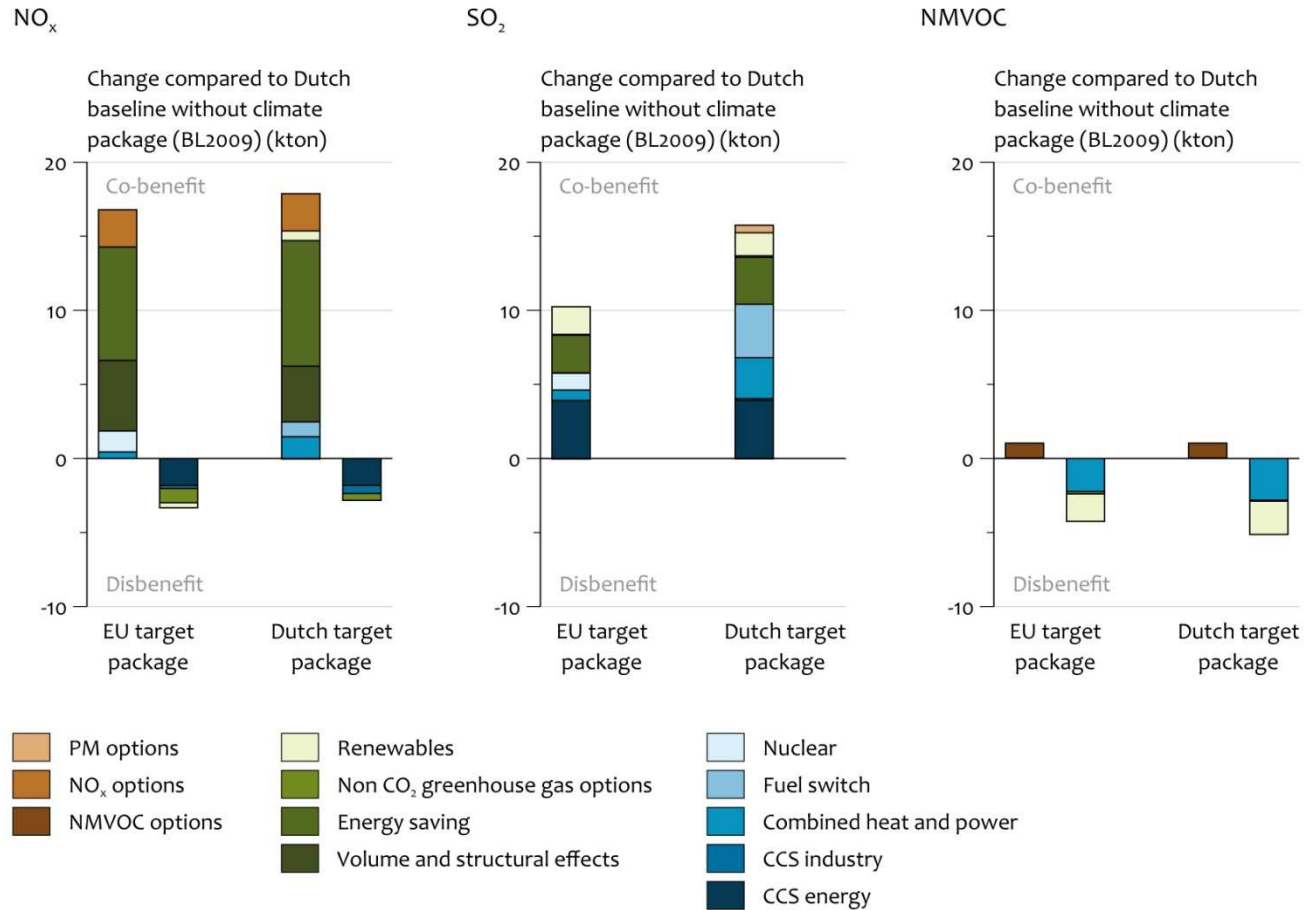 NOₓ
Change compared to Dutch
baseline without climate
package (BL2009) (kton)
20
Co-benefit
10
0
Disbenefit
-10
EU target
package
Dutch target
package
SO₂
Change compared to Dutch
baseline without climate
package (BL2009) (kton)
20
Co-benefit
10
0
Disbenefit
-10
EU target
package
Dutch target
package
NMVOC
Change compared to Dutch
baseline without climate
package (BL2009) (kton)
20
Co-benefit
10
0
Disbenefit
-10
EU target
package
Dutch target
package
PM options
NOₓ options
NMVOC options
Renewables
Non CO₂ greenhouse gas options
Energy saving
Volume and structural effects
Nuclear
Fuel switch
Combined heat and power
CCS industry
CCS energy